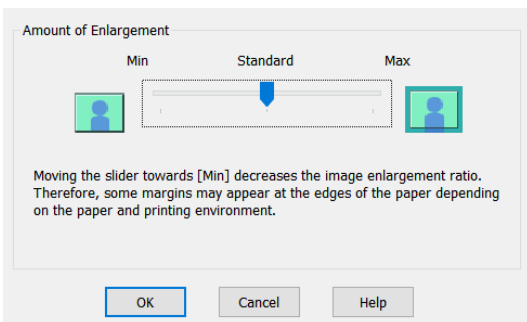 Amount of Enlargement
Min Standard Max
Moving the slider towards [Min] decreases the image enlargement ratio.
Therefore, some margins may appear at the edges of the paper depending
on the paper and printing environment.
OK Cancel Help